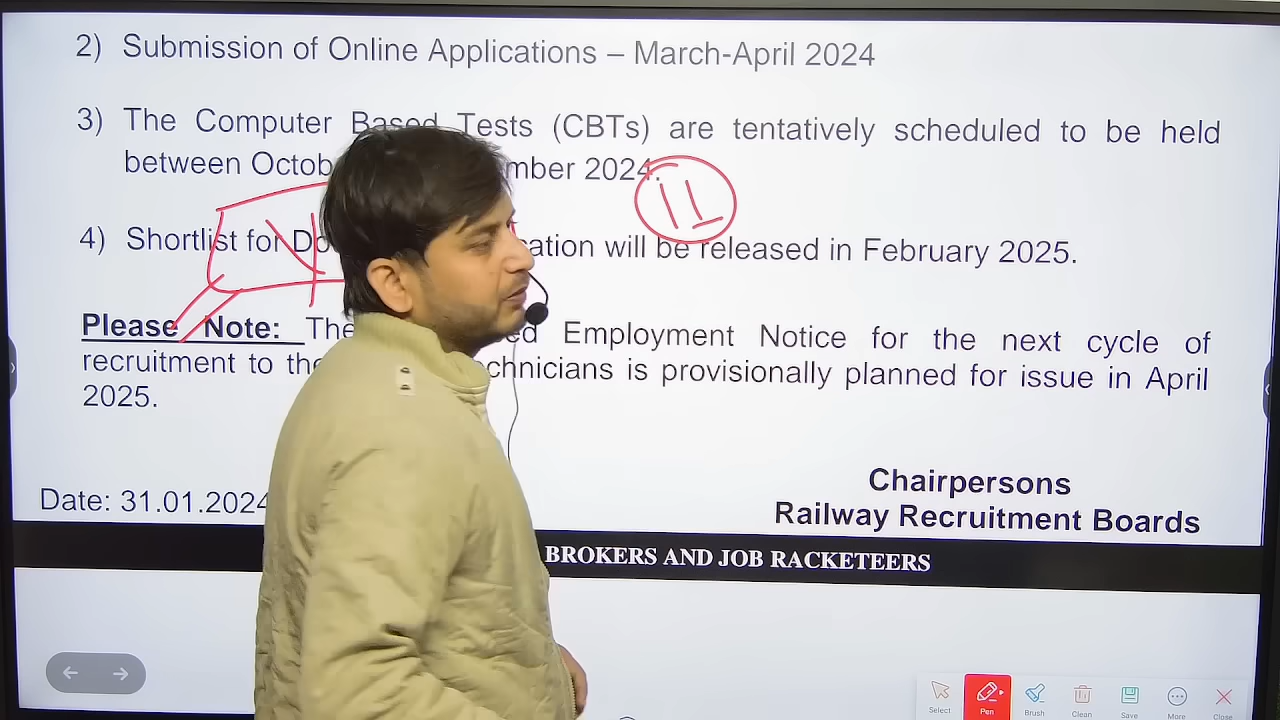 2) Submission of Online Applications – March-April 2024
3) The Computer Based Tests (CBTs) are tentatively scheduled to be held
between Octob mber 2024.
11
4) Shortlist for Do ation will be released in February 2025.
Please Note: The ed Employment Notice for the next cycle of
recruitment to the chnicians is provisionally planned for issue in April
2025.
Chairpersons
Date: 31.01.2024
Railway Recruitment Boards
BROKERS AND JOB RACKETEERS
Select Pen Brush Clean Save More Close